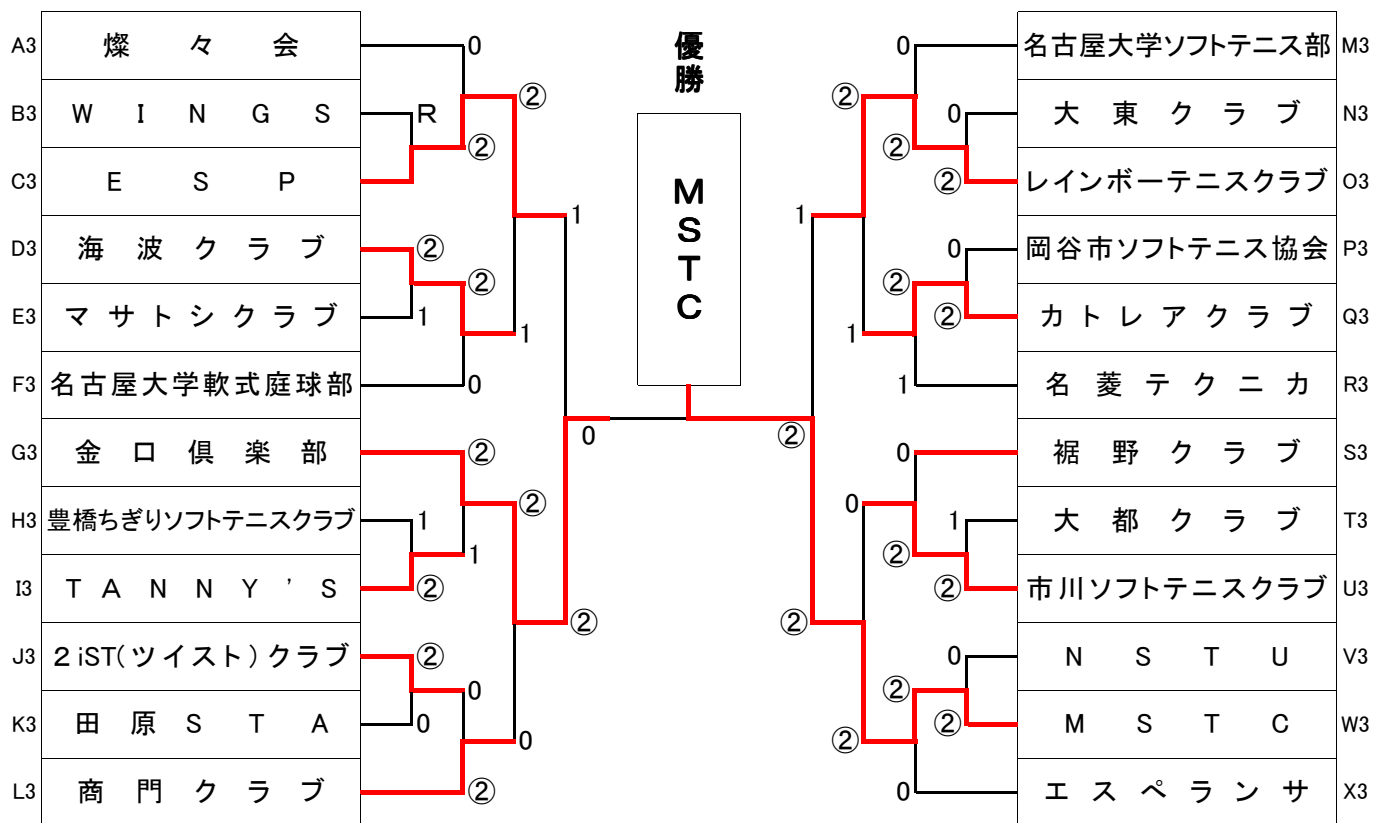 優勝
MSTC
A3 燦々会 0
B3 WINGS R
②
②
C3 ESP
1
D3 海波クラブ ②
②
E3 マサトシクラブ 1
1
F3 名古屋大学軟式庭球部 0
0
G3 金口倶楽部 ②
②
H3 豊橋ちぎりソフトテニスクラブ 1
1
I3 TANNY'S ②
②
J3 2iST(ツイスト)クラブ ②
0
K3 田原STA 0
0
L3 商門クラブ ②
0 名古屋大学ソフトテニス部 M3
②
0 大東クラブ N3
②
② レインボーテニスクラブ O3
1
0 岡谷市ソフトテニス協会 P3
②
② カトレアクラブ Q3
1
1 名菱テクニカ R3
②
0 裾野クラブ S3
0
1 大都クラブ T3
②
② 市川ソフトテニスクラブ U3
②
0 NSTU V3
②
② MSTC W3
②
0 エスペランサ X3